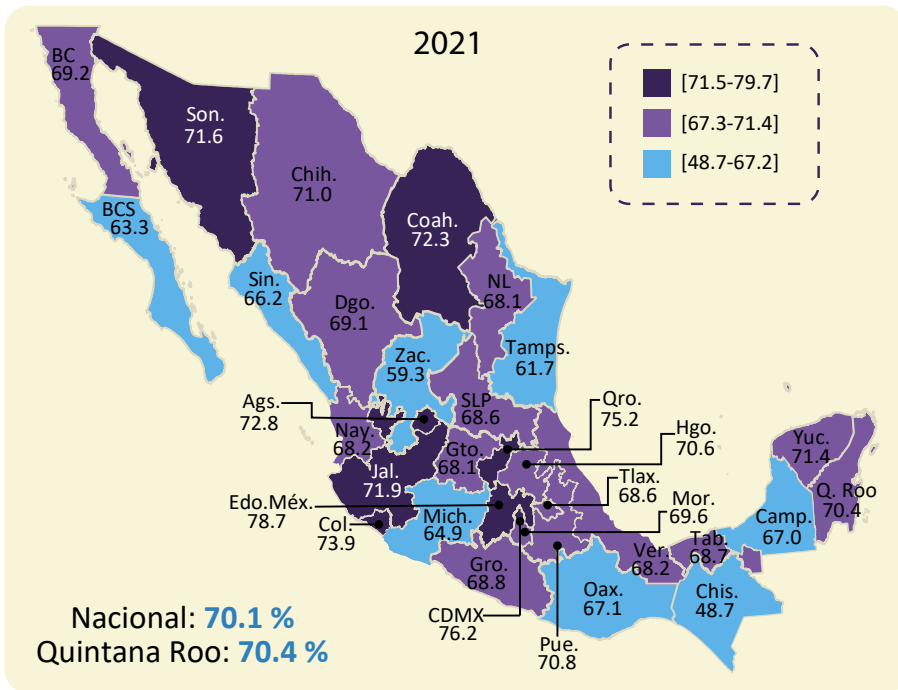 2021
[71.5-79.7]
[67.3-71.4]
[48.7-67.2]
BC
69.2
Son.
71.6
Chih.
71.0
BCS
63.3
Coah.
72.3
Sin.
66.2
Dgo.
69.1
NL
68.1
Zac.
59.3
Tamps.
61.7
Ags.
72.8
SLP
68.6
Qro.
75.2
Nay.
68.2
Gto.
68.1
Hgo.
70.6
Yuc.
71.4
Jal.
71.9
Tlax.
68.6
Q. Roo
70.4
Edo.Méx.
78.7
Mor.
69.6
Col.
73.9
Mich.
64.9
Camp.
67.0
Ver.
68.2
Tab.
68.7
Gro.
68.8
Oax.
67.1
Chis.
48.7
CDMX
76.2
Pue.
70.8
Nacional: 70.1 %
Quintana Roo: 70.4 %